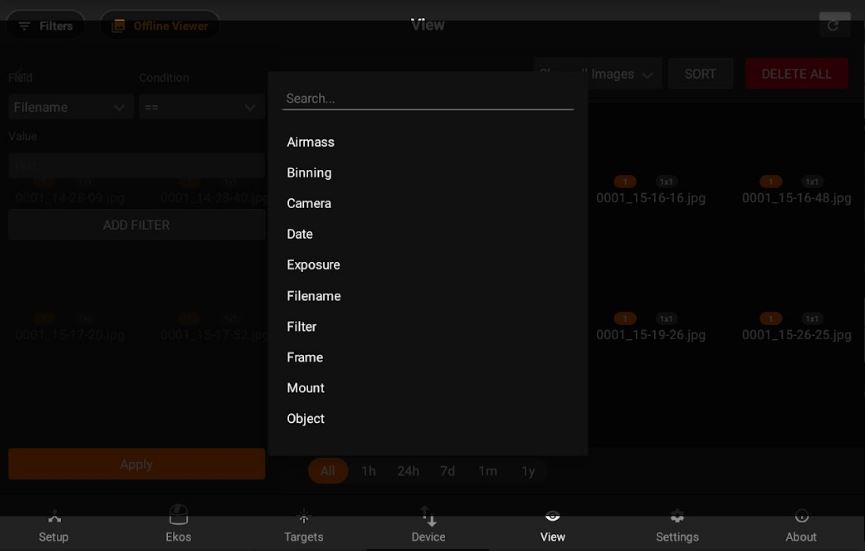 Filters
Offline Viewer
View
Field
Condition
Images
SORT
DELETE ALL
Filename
==
Value
ADD FILTER
Search...
Airmass
Binning
Camera
Date
Exposure
Filename
Filter
Frame
Mount
Object
1 1x1 1 1x1
0001_14-28-09.jpg 0001_14-28-40.jpg 0001_15-16-16.jpg 0001_15-16-48.jpg
1 1x1 1 1x1
0001_15-17-20.jpg 0001_15-17-52.jpg 0001_15-19-26.jpg 0001_15-26-25.jpg
Apply
All 1h 24h 7d 1m 1y
Setup Ekos Targets Device View Settings About